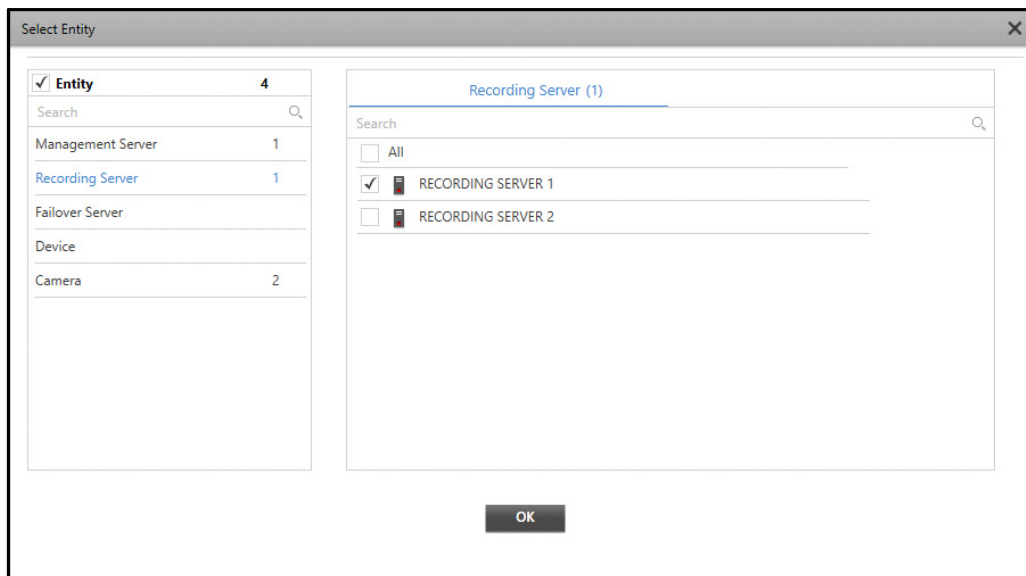 Select Entity
Entity 4
Search
Management Server 1
Recording Server 1
Failover Server
Device
Camera 2
Recording Server (1)
Search
All
RECORDING SERVER 1
RECORDING SERVER 2
OK